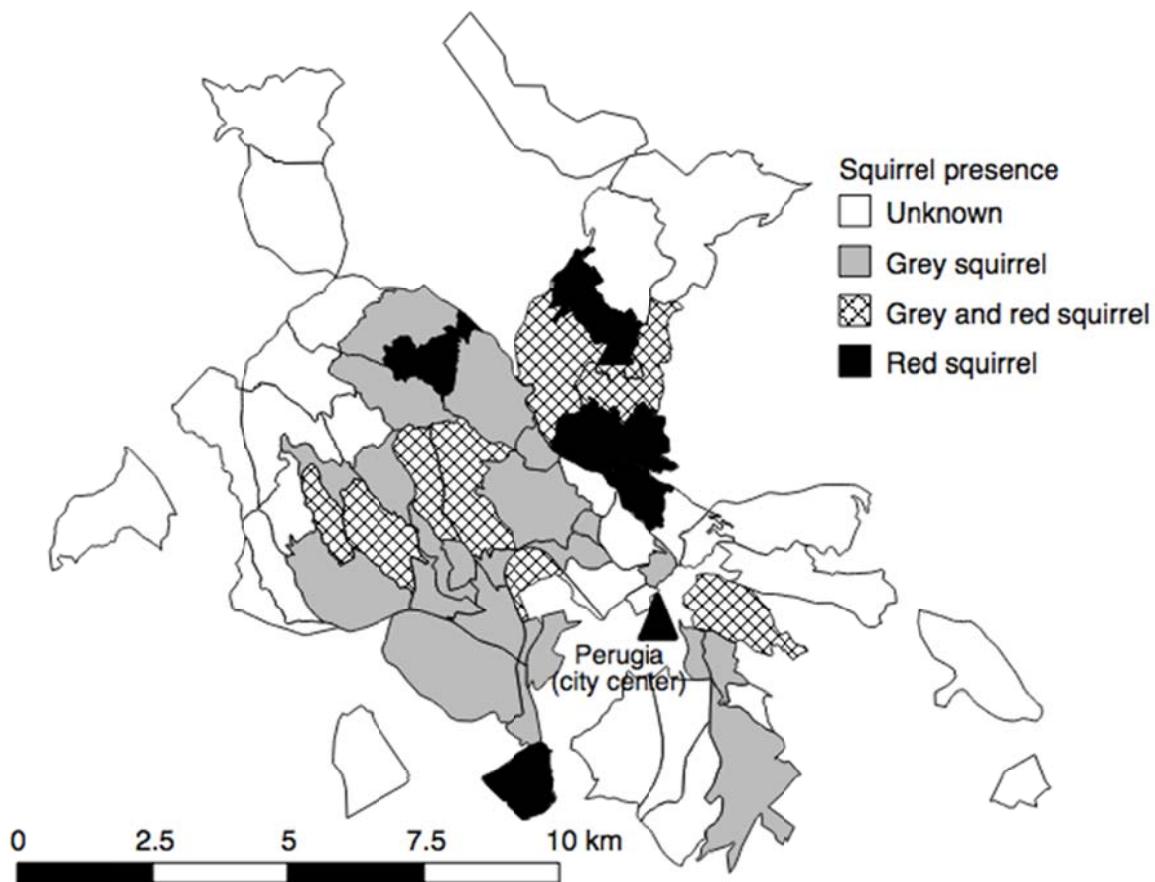 Squirrel presence
Unknown
Grey squirrel
Grey and red squirrel
Red squirrel
Perugia
(city center)
0 2.5 5 7.5 10 km